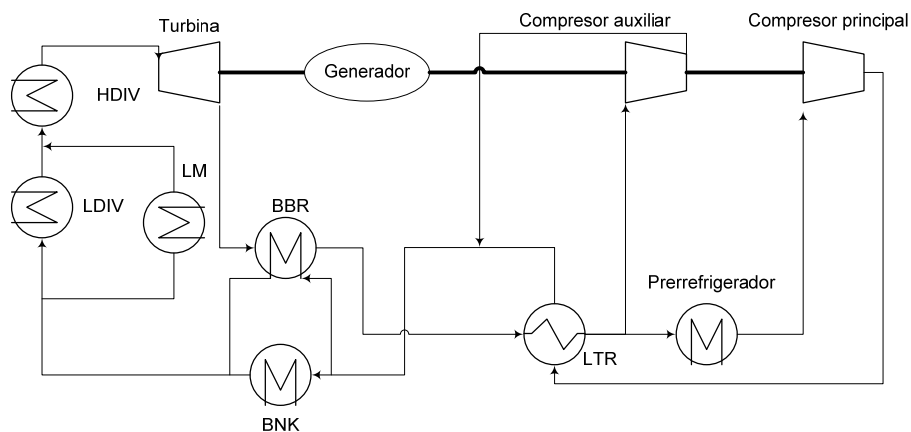 Turbina
Compresor auxiliar
Compresor principal
Generador
HDIV
LM
LDIV
BBR
Prerrefrigerador
LTR
BNK